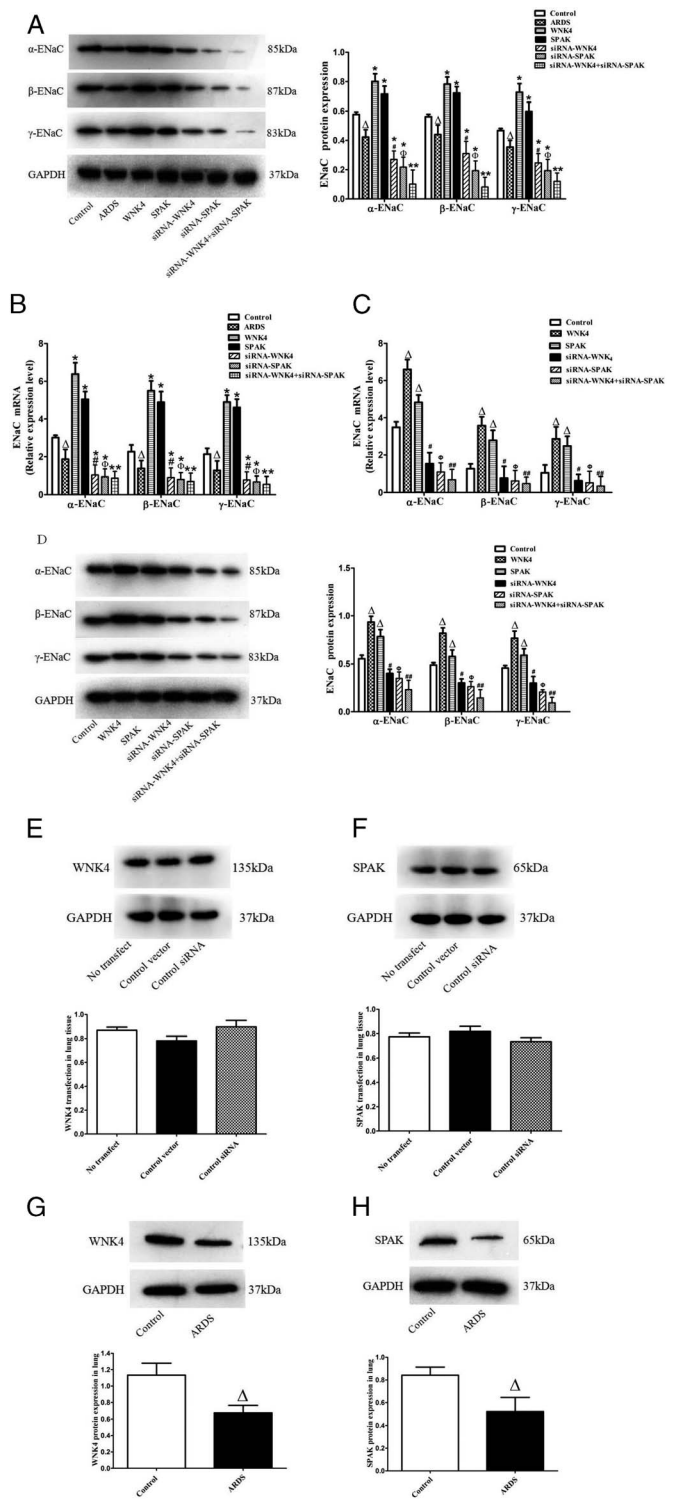 A
α-ENaC
85kDa
β-ENaC
87kDa
γ-ENaC
83kDa
GAPDH
37kDa
Control
ARDS
WNK4
SPAK
siRNA-WNK4
siRNA-SPAK
siRNA-WNK4+siRNA-SPAK
Control
ARDS
WNK4
SPAK
siRNA-WNK4
siRNA-SPAK
siRNA-WNK4+siRNA-SPAK
ENaC protein expression
1.0
0.8
0.6
0.4
0.2
0.0
Δ * * * # * Φ **
Δ * * * # * Φ **
Δ * * * # * Φ **
α-ENaC β-ENaC γ-ENaC
B
Control
ARDS
WNK4
SPAK
siRNA-WNK4
siRNA-SPAK
siRNA-WNK4+siRNA-SPAK
ENaC mRNA
(Relative expression level)
8
6
4
2
0
Δ * * * # * Φ **
Δ * * * # * Φ **
Δ * * * # * Φ **
α-ENaC β-ENaC γ-ENaC
C
Control
WNK4
SPAK
siRNA-WNK4
siRNA-SPAK
siRNA-WNK4+siRNA-SPAK
ENaC mRNA
(Relative expression level)
6
4
2
0
Δ Δ # Φ ##
Δ Δ # Φ ##
Δ Δ # Φ ##
α-ENaC β-ENaC γ-ENaC
D
α-ENaC
85kDa
β-ENaC
87kDa
γ-ENaC
83kDa
GAPDH
37kDa
Control
WNK4
SPAK
siRNA-WNK4
siRNA-SPAK
siRNA-WNK4+siRNA-SPAK
Control
WNK4
SPAK
siRNA-WNK4
siRNA-SPAK
siRNA-WNK4+siRNA-SPAK
ENaC protein expression
1.5
1.0
0.5
0.0
Δ Δ # Φ ##
Δ Δ # Φ ##
Δ Δ # Φ ##
α-ENaC β-ENaC γ-ENaC
E
WNK4
135kDa
GAPDH
37kDa
No transfect
Control vector
Control siRNA
WNK4 transfection in lung tissue
1.0
0.8
0.6
0.4
0.2
0.0
No transfect
Control vector
Control siRNA
F
SPAK
65kDa
GAPDH
37kDa
No transfect
Control vector
Control siRNA
SPAK transfection in lung tissue
1.0
0.8
0.6
0.4
0.2
0.0
No transfect
Control vector
Control siRNA
G
WNK4
135kDa
GAPDH
37kDa
Control
ARDS
WNK4 protein expression in lung
1.4
1.2
1.0
0.8
0.6
0.4
0.2
0.0
Δ
Control
ARDS
H
SPAK
65kDa
GAPDH
37kDa
Control
ARDS
SPAK protein expression in lung
1.0
0.8
0.6
0.4
0.2
0.0
Δ
Control
ARDS